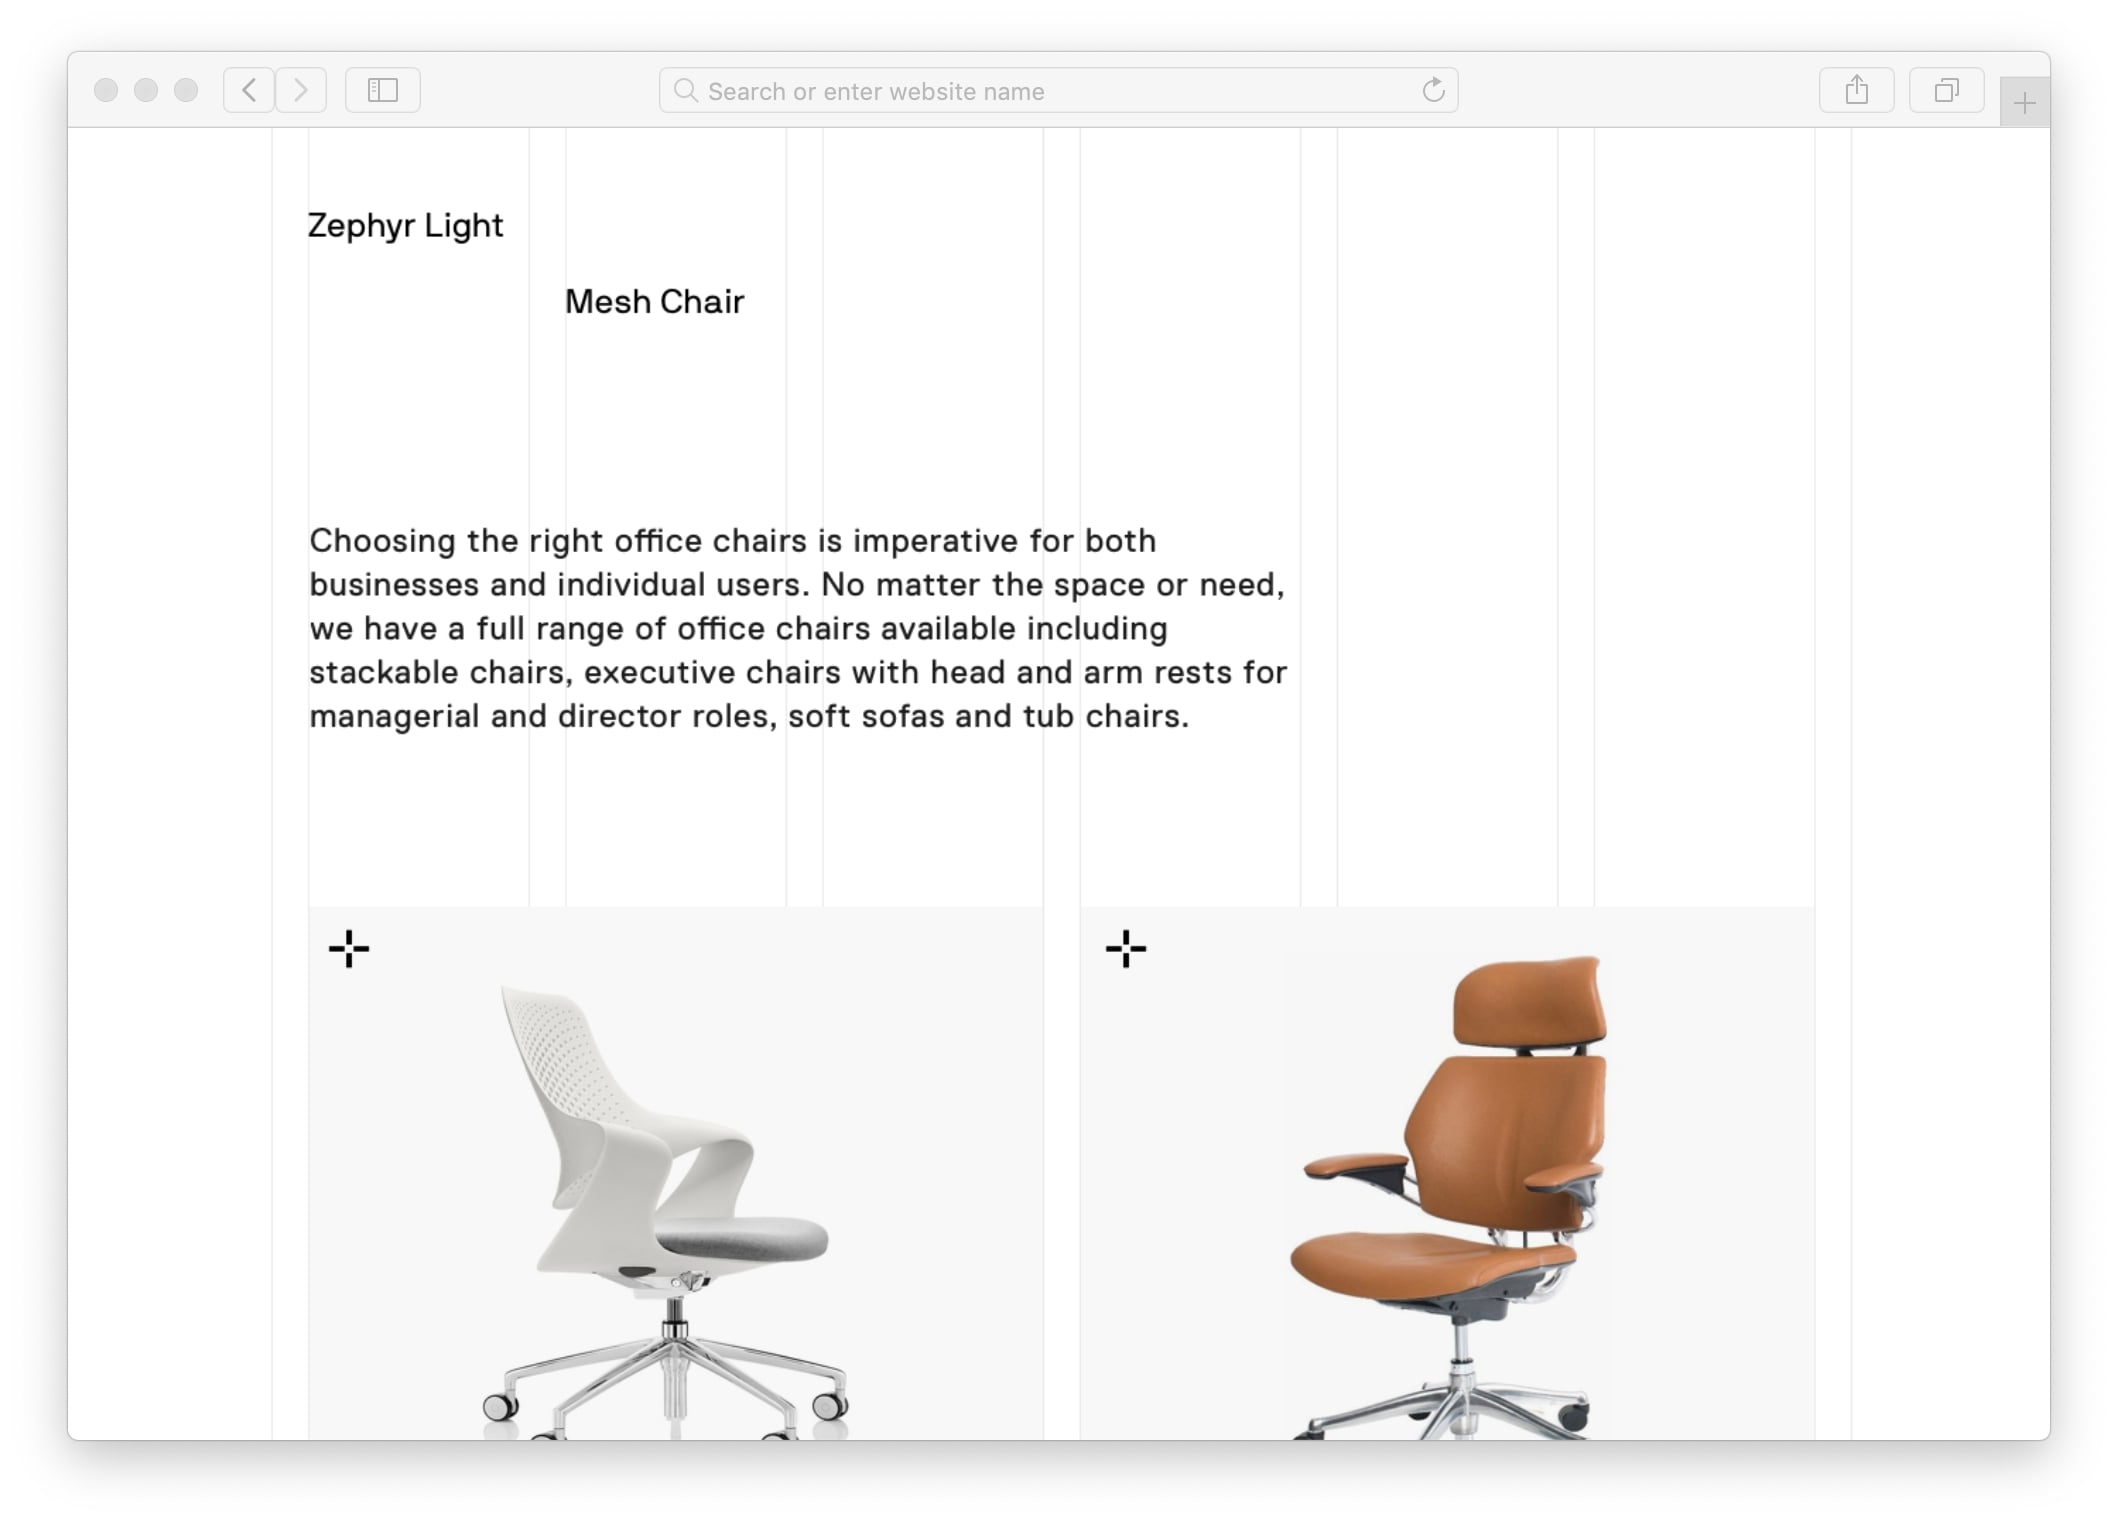 Search or enter website name
Zephyr Light
Mesh Chair
Choosing the right office chairs is imperative for both
businesses and individual users. No matter the space or need,
we have a full range of office chairs available including
stackable chairs, executive chairs with head and arm rests for
managerial and director roles, soft sofas and tub chairs.